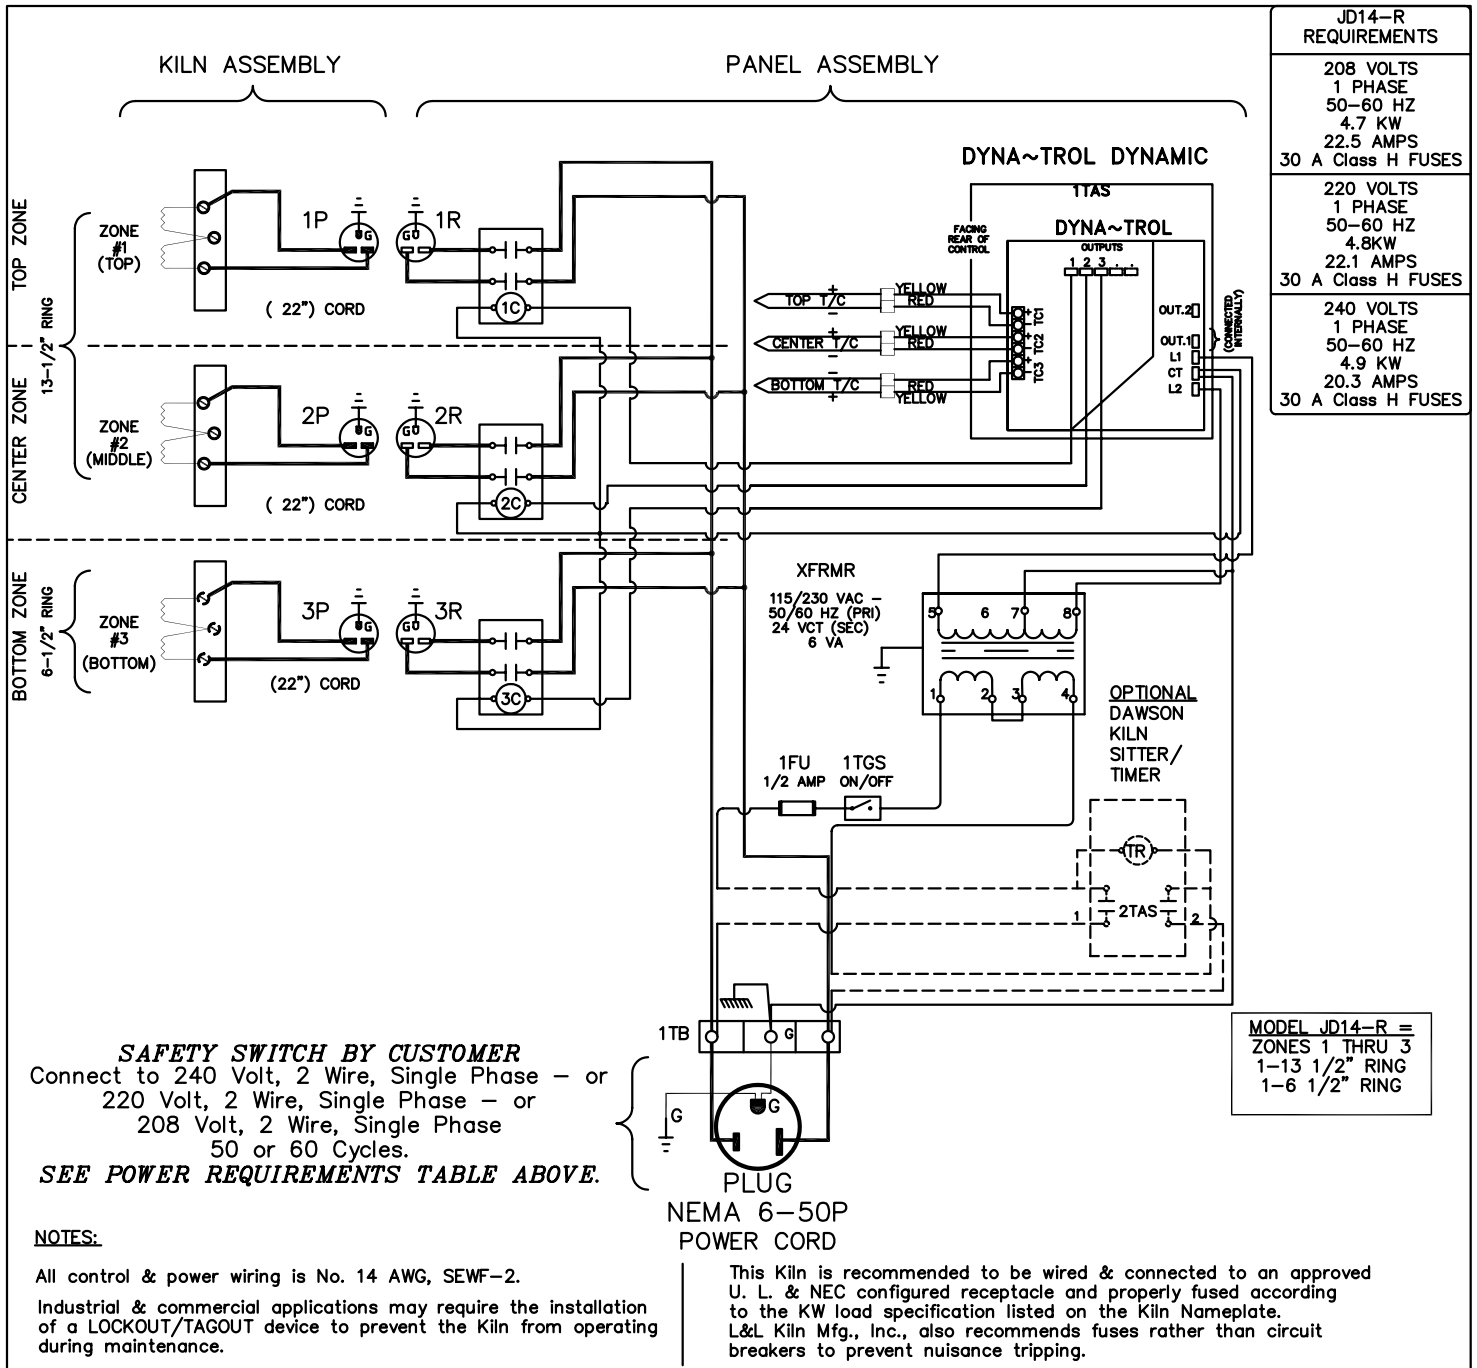 KILN ASSEMBLY
PANEL ASSEMBLY
JD14-R
REQUIREMENTS
208 VOLTS
1 PHASE
50-60 HZ
4.7 KW
22.5 AMPS
30 A Class H FUSES
220 VOLTS
1 PHASE
50-60 HZ
4.8KW
22.1 AMPS
30 A Class H FUSES
240 VOLTS
1 PHASE
50-60 HZ
4.9 KW
20.3 AMPS
30 A Class H FUSES
TOP ZONE
CENTER ZONE
BOTTOM ZONE
13-1/2" RING
6-1/2" RING
ZONE
#1
(TOP)
1P
G
G
1R
1C
( 22") CORD
ZONE
#2
(MIDDLE)
2P
G
G
2R
2C
( 22") CORD
ZONE
#3
(BOTTOM)
3P
G
G
3R
3C
(22") CORD
DYNA~TROL DYNAMIC
1TAS
FACING
REAR OF
CONTROL
DYNA~TROL
OUTPUTS
1 2 3 . .
+ YELLOW
TOP T/C RED
-
+ YELLOW
CENTER T/C RED
-
-
BOTTOM T/C RED
+ YELLOW
+
- TC1
+
- TC2
+
- TC3
OUT.2
OUT.1
L1
CT
L2
(CONNECTED
INTERNALLY)
XFRMR
115/230 VAC -
50/60 HZ (PRI)
24 VCT (SEC)
6 VA
5 6 7 8
1 2 3 4
OPTIONAL
DAWSON
KILN
SITTER/
TIMER
1FU
1/2 AMP
1TGS
ON/OFF
TR
1 2TAS 2
1TB
G
G
G
PLUG
NEMA 6-50P
POWER CORD
MODEL JD14-R =
ZONES 1 THRU 3
1-13 1/2" RING
1-6 1/2" RING
SAFETY SWITCH BY CUSTOMER
Connect to 240 Volt, 2 Wire, Single Phase - or
220 Volt, 2 Wire, Single Phase - or
208 Volt, 2 Wire, Single Phase
50 or 60 Cycles.
SEE POWER REQUIREMENTS TABLE ABOVE.
NOTES:
All control & power wiring is No. 14 AWG, SEWF-2.
Industrial & commercial applications may require the installation
of a LOCKOUT/TAGOUT device to prevent the Kiln from operating
during maintenance.
This Kiln is recommended to be wired & connected to an approved
U. L. & NEC configured receptacle and properly fused according
to the KW load specification listed on the Kiln Nameplate.
L&L Kiln Mfg., Inc., also recommends fuses rather than circuit
breakers to prevent nuisance tripping.